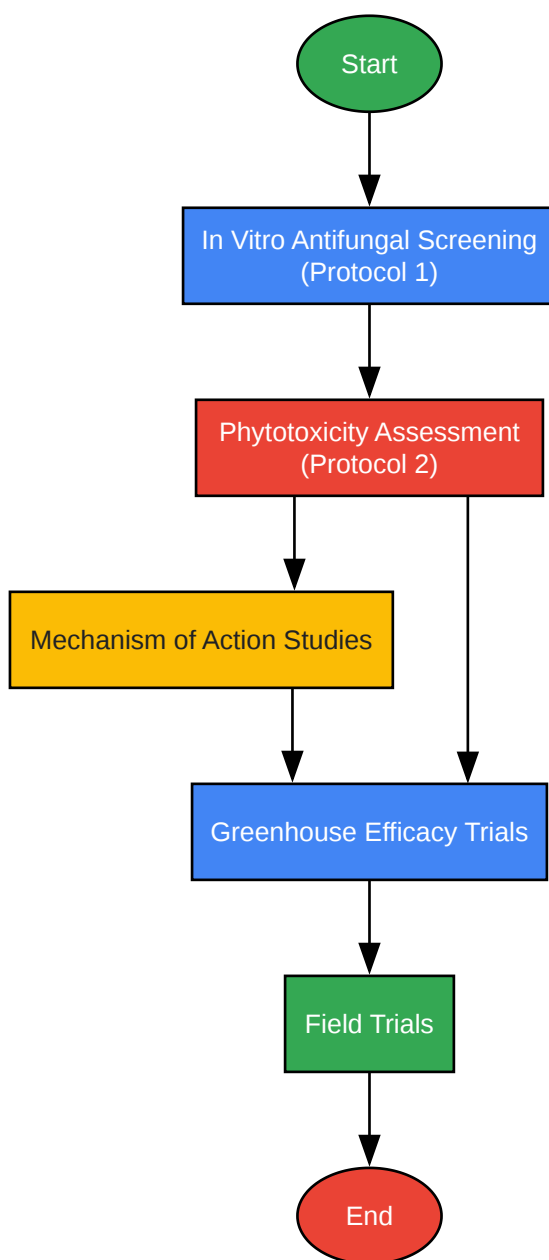 Start
In Vitro Antifungal Screening
(Protocol 1)
Phytotoxicity Assessment
(Protocol 2)
Mechanism of Action Studies
Greenhouse Efficacy Trials
Field Trials
End